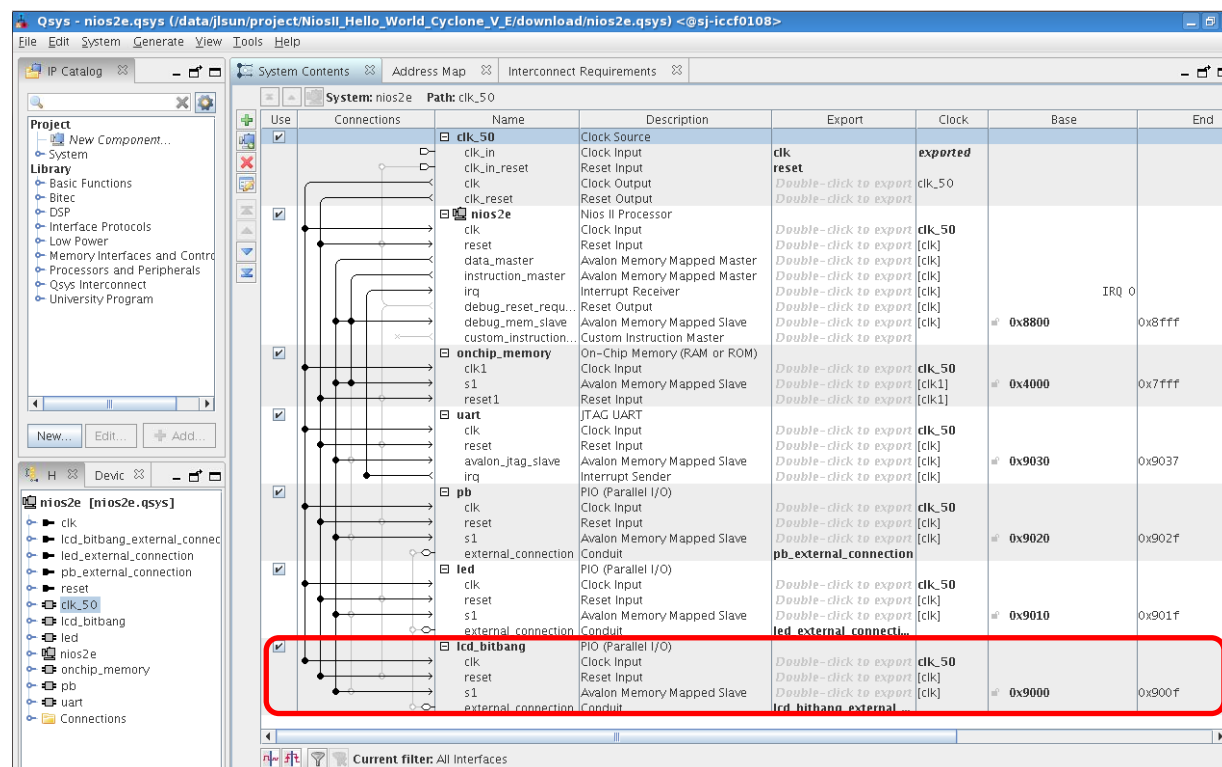 Qsys - nios2e.qsys (/data/jlsun/project/NiosII_Hello_World_Cyclone_V_E/download/nios2e.qsys) <@sj-iccf0108>
File Edit System Generate View Tools Help
IP Catalog
Project
New Component...
System
Library
Basic Functions
Bitec
DSP
Interface Protocols
Low Power
Memory Interfaces and Contro
Processors and Peripherals
Qsys Interconnect
University Program
New... Edit... Add...
H Devic
nios2e [nios2e.qsys]
clk
lcd_bitbang_external_connec
led_external_connection
pb_external_connection
reset
clk_50
lcd_bitbang
led
nios2e
onchip_memory
pb
uart
Connections
System Contents Address Map Interconnect Requirements
System: nios2e Path: clk_50
Use Connections Name Description Export Clock Base End
clk_50 Clock Source
clk_in Clock Input clk exported
clk_in_reset Reset Input reset
clk Clock Output Double-click to export clk_50
clk_reset Reset Output Double-click to export
nios2e Nios II Processor
clk Clock Input Double-click to export clk_50
reset Reset Input Double-click to export [clk]
data_master Avalon Memory Mapped Master Double-click to export [clk]
instruction_master Avalon Memory Mapped Master Double-click to export [clk]
irq Interrupt Receiver Double-click to export [clk] IRQ 0
debug_reset_requ... Reset Output Double-click to export [clk]
debug_mem_slave Avalon Memory Mapped Slave Double-click to export [clk] 0x8800 0x8fff
custom_instruction... Custom Instruction Master Double-click to export
onchip_memory On-Chip Memory (RAM or ROM)
clk1 Clock Input Double-click to export clk_50
s1 Avalon Memory Mapped Slave Double-click to export [clk1] 0x4000 0x7fff
reset1 Reset Input Double-click to export [clk1]
uart JTAG UART
clk Clock Input Double-click to export clk_50
reset Reset Input Double-click to export [clk]
avalon_jtag_slave Avalon Memory Mapped Slave Double-click to export [clk] 0x9030 0x9037
irq Interrupt Sender Double-click to export [clk]
pb PIO (Parallel I/O)
clk Clock Input Double-click to export clk_50
reset Reset Input Double-click to export [clk]
s1 Avalon Memory Mapped Slave Double-click to export [clk] 0x9020 0x902f
external_connection Conduit pb_external_connection
led PIO (Parallel I/O)
clk Clock Input Double-click to export clk_50
reset Reset Input Double-click to export [clk]
s1 Avalon Memory Mapped Slave Double-click to export [clk] 0x9010 0x901f
external_connection Conduit led_external_connecti...
lcd_bitbang PIO (Parallel I/O)
clk Clock Input Double-click to export clk_50
reset Reset Input Double-click to export [clk]
s1 Avalon Memory Mapped Slave Double-click to export [clk] 0x9000 0x900f
external_connection Conduit lcd_bitbang_external_...
Current filter: All Interfaces